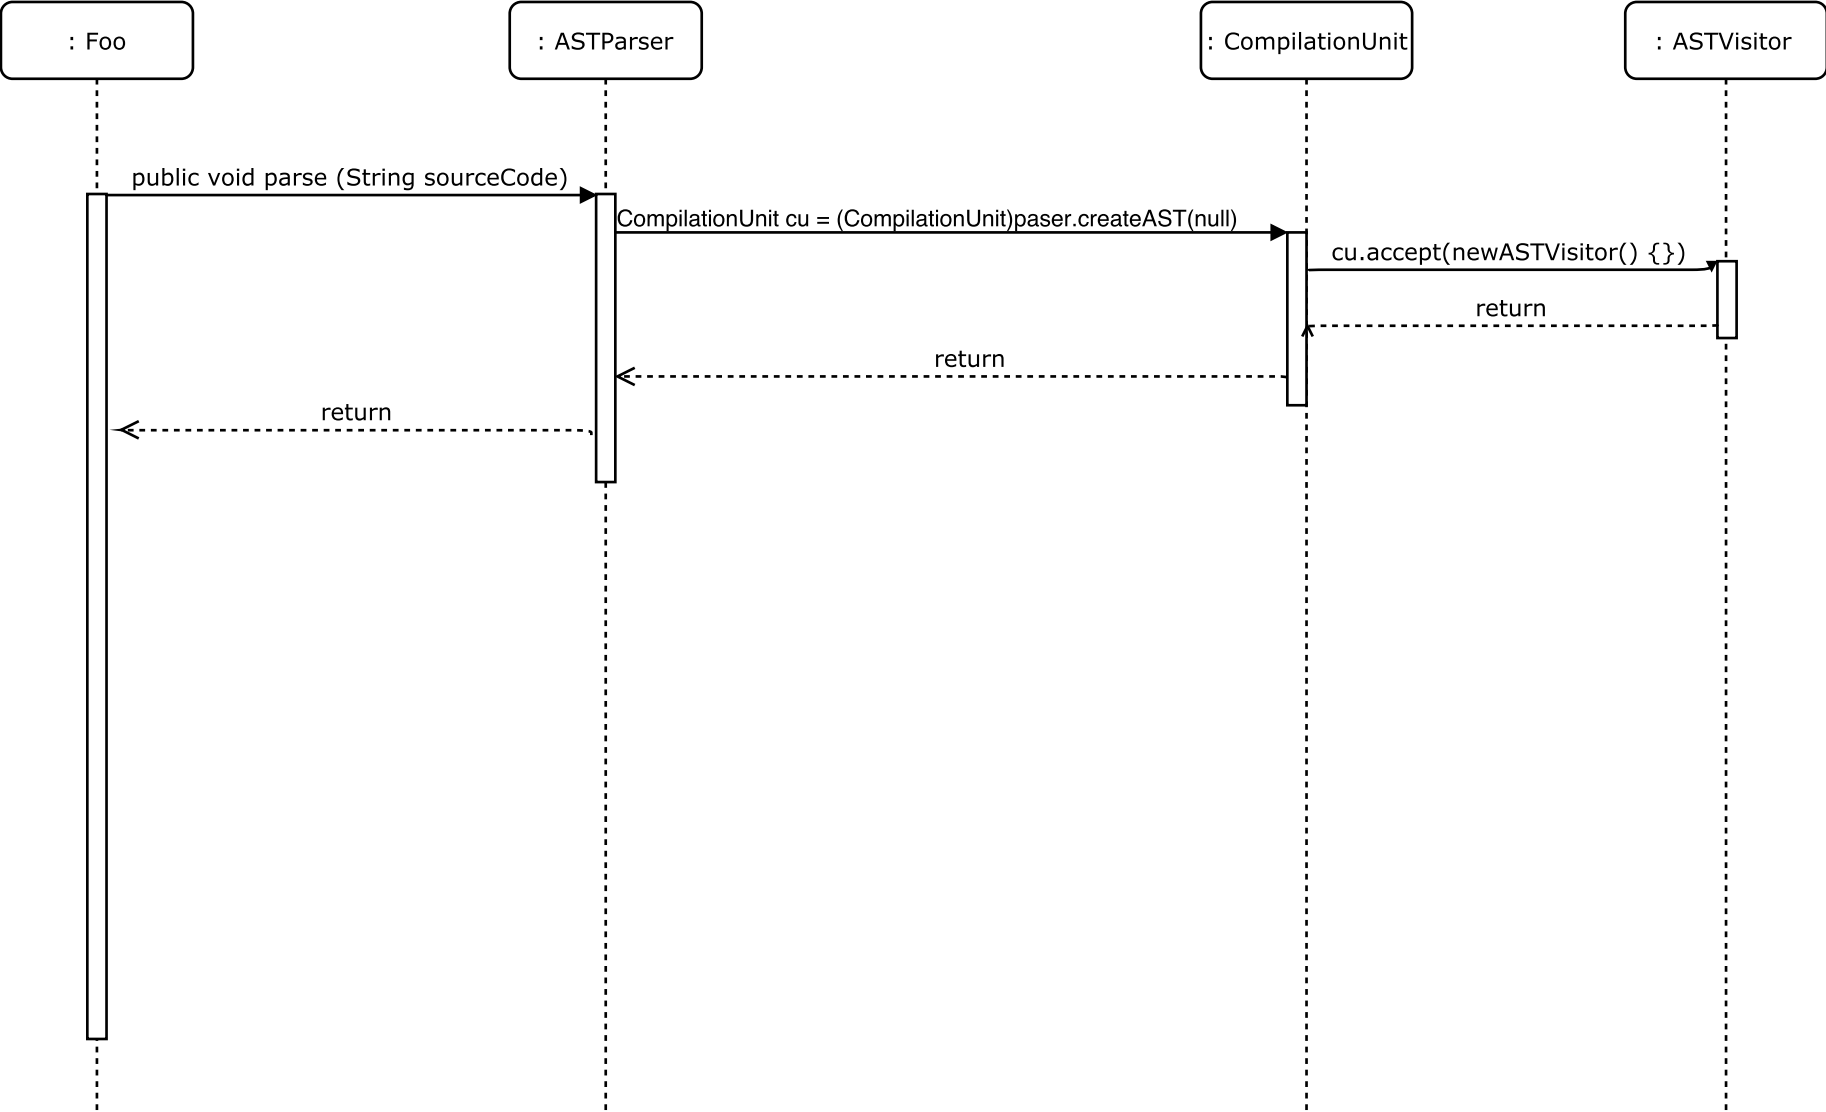 : Foo
: ASTParser
: CompilationUnit
: ASTVisitor
public void parse (String sourceCode)
CompilationUnit cu = (CompilationUnit)paser.createAST(null)
cu.accept(newASTVisitor() {})
return
return
return